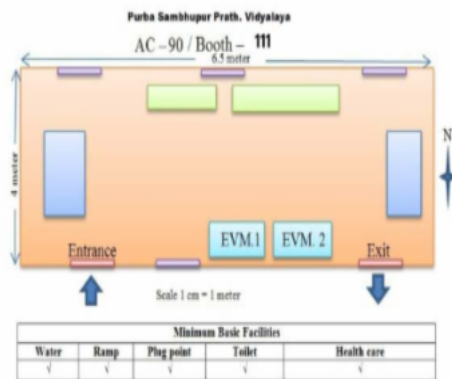 Purba Sambhupur Prath. Vidyalaya
AC – 90 / Booth – 111
6.5 meter
4 meter
N
EVM.1 EVM. 2
Entrance Exit
Scale 1 cm = 1 meter
Minimum Basic Facilities
Water Ramp Plug point Toilet Health care
√ √ √ √ √